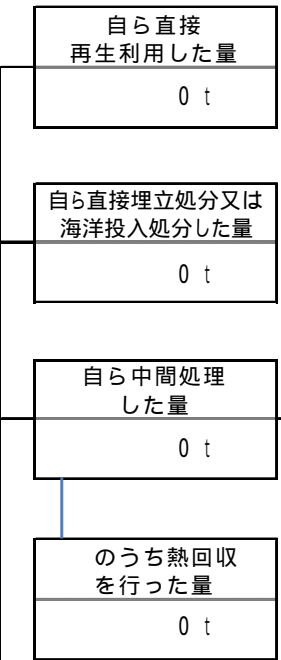 自ら直接
再生利用した量
0 t
自ら直接埋立処分又は
海洋投入処分した量
0 t
自ら中間処理
した量
0 t
のうち熱回収
を行った量
0 t